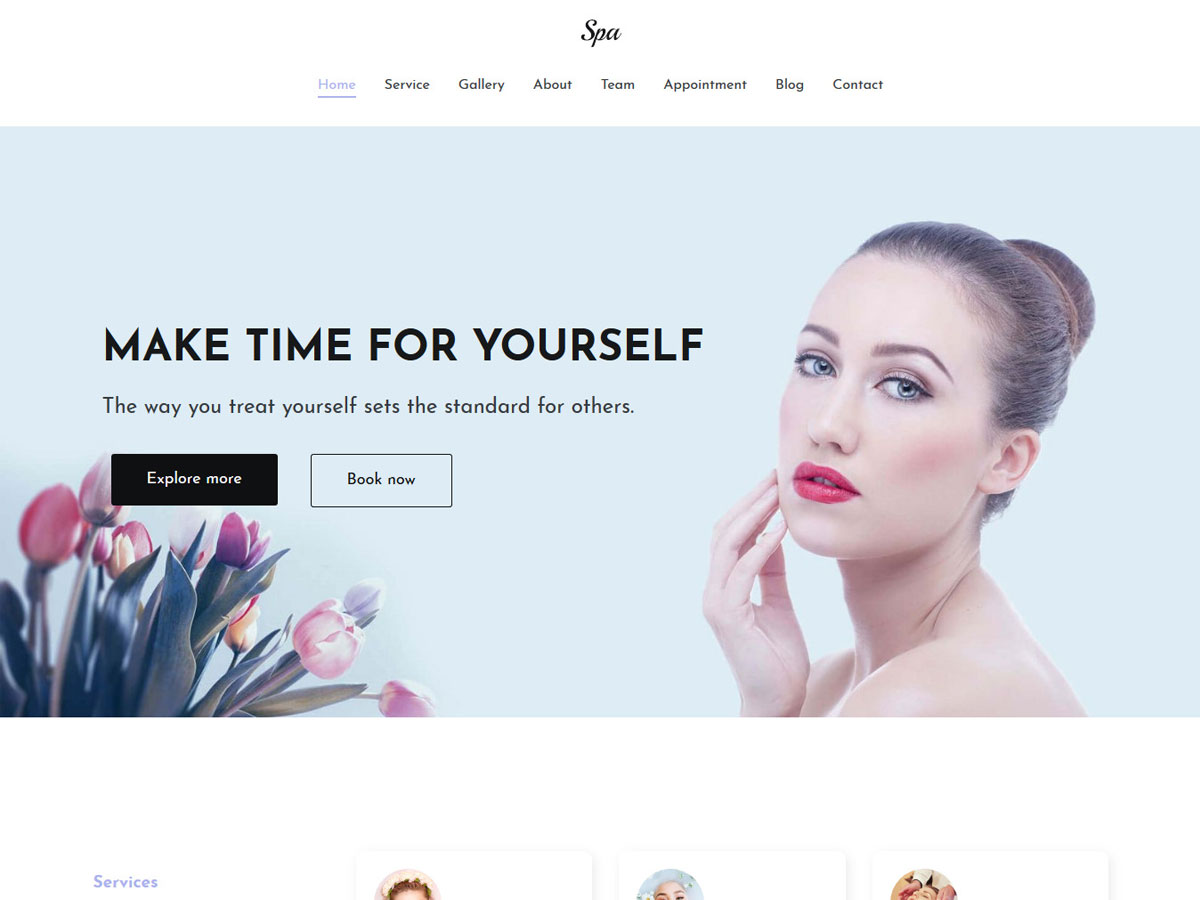 Spa
Home Service Gallery About Team Appointment Blog Contact
MAKE TIME FOR YOURSELF
The way you treat yourself sets the standard for others.
Explore more Book now
Services